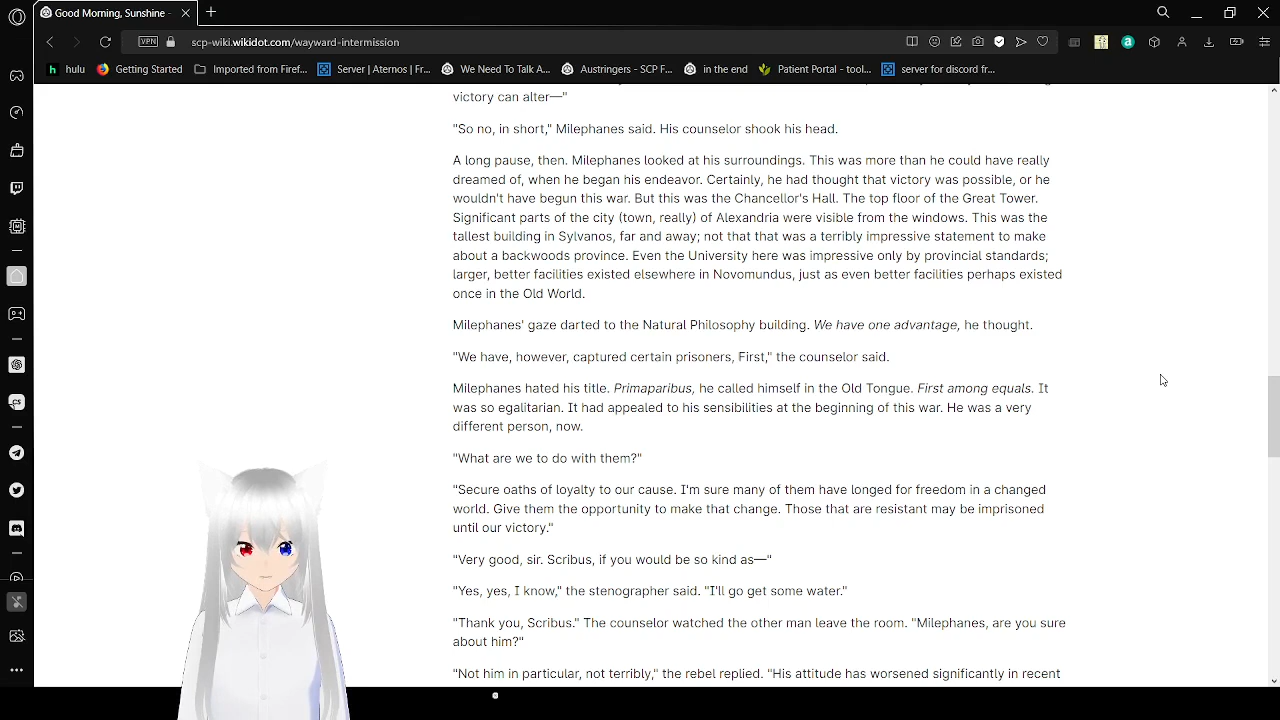 Good Morning, Sunshine -
scp-wiki.wikidot.com/wayward-intermission
VPN
hulu
Getting Started
Imported from Firef...
Server | Aternos | Fr...
We Need To Talk A...
Austringers - SCP F...
in the end
Patient Portal - tool...
server for discord fr...
victory can alter—"
"So no, in short," Milephanes said. His counselor shook his head.
A long pause, then. Milephanes looked at his surroundings. This was more than he could have really
dreamed of, when he began his endeavor. Certainly, he had thought that victory was possible, or he
wouldn't have begun this war. But this was the Chancellor's Hall. The top floor of the Great Tower.
Significant parts of the city (town, really) of Alexandria were visible from the windows. This was the
tallest building in Sylvanos, far and away; not that that was a terribly impressive statement to make
about a backwoods province. Even the University here was impressive only by provincial standards;
larger, better facilities existed elsewhere in Novomundus, just as even better facilities perhaps existed
once in the Old World.
Milephanes' gaze darted to the Natural Philosophy building. We have one advantage, he thought.
"We have, however, captured certain prisoners, First," the counselor said.
Milephanes hated his title. Primaparibus, he called himself in the Old Tongue. First among equals. It
was so egalitarian. It had appealed to his sensibilities at the beginning of this war. He was a very
different person, now.
"What are we to do with them?"
"Secure oaths of loyalty to our cause. I'm sure many of them have longed for freedom in a changed
world. Give them the opportunity to make that change. Those that are resistant may be imprisoned
until our victory."
"Very good, sir. Scribus, if you would be so kind as—"
"Yes, yes, I know," the stenographer said. "I'll go get some water."
"Thank you, Scribus." The counselor watched the other man leave the room. "Milephanes, are you sure
about him?"
"Not him in particular, not terribly," the rebel replied. "His attitude has worsened significantly in recent